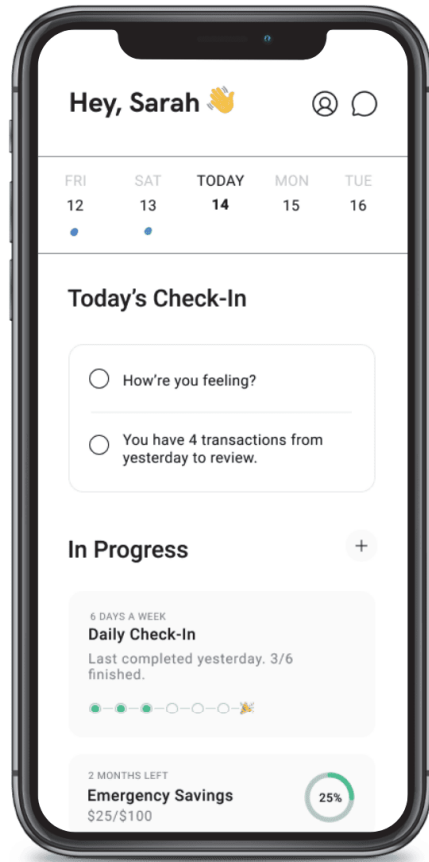 Hey, Sarah 👋
FRI SAT TODAY MON TUE
12 13 14 15 16
Today's Check-In
How're you feeling?
You have 4 transactions from
yesterday to review.
In Progress
+
6 DAYS A WEEK
Daily Check-In
Last completed yesterday. 3/6
finished.
2 MONTHS LEFT
Emergency Savings
25%
$25/$100